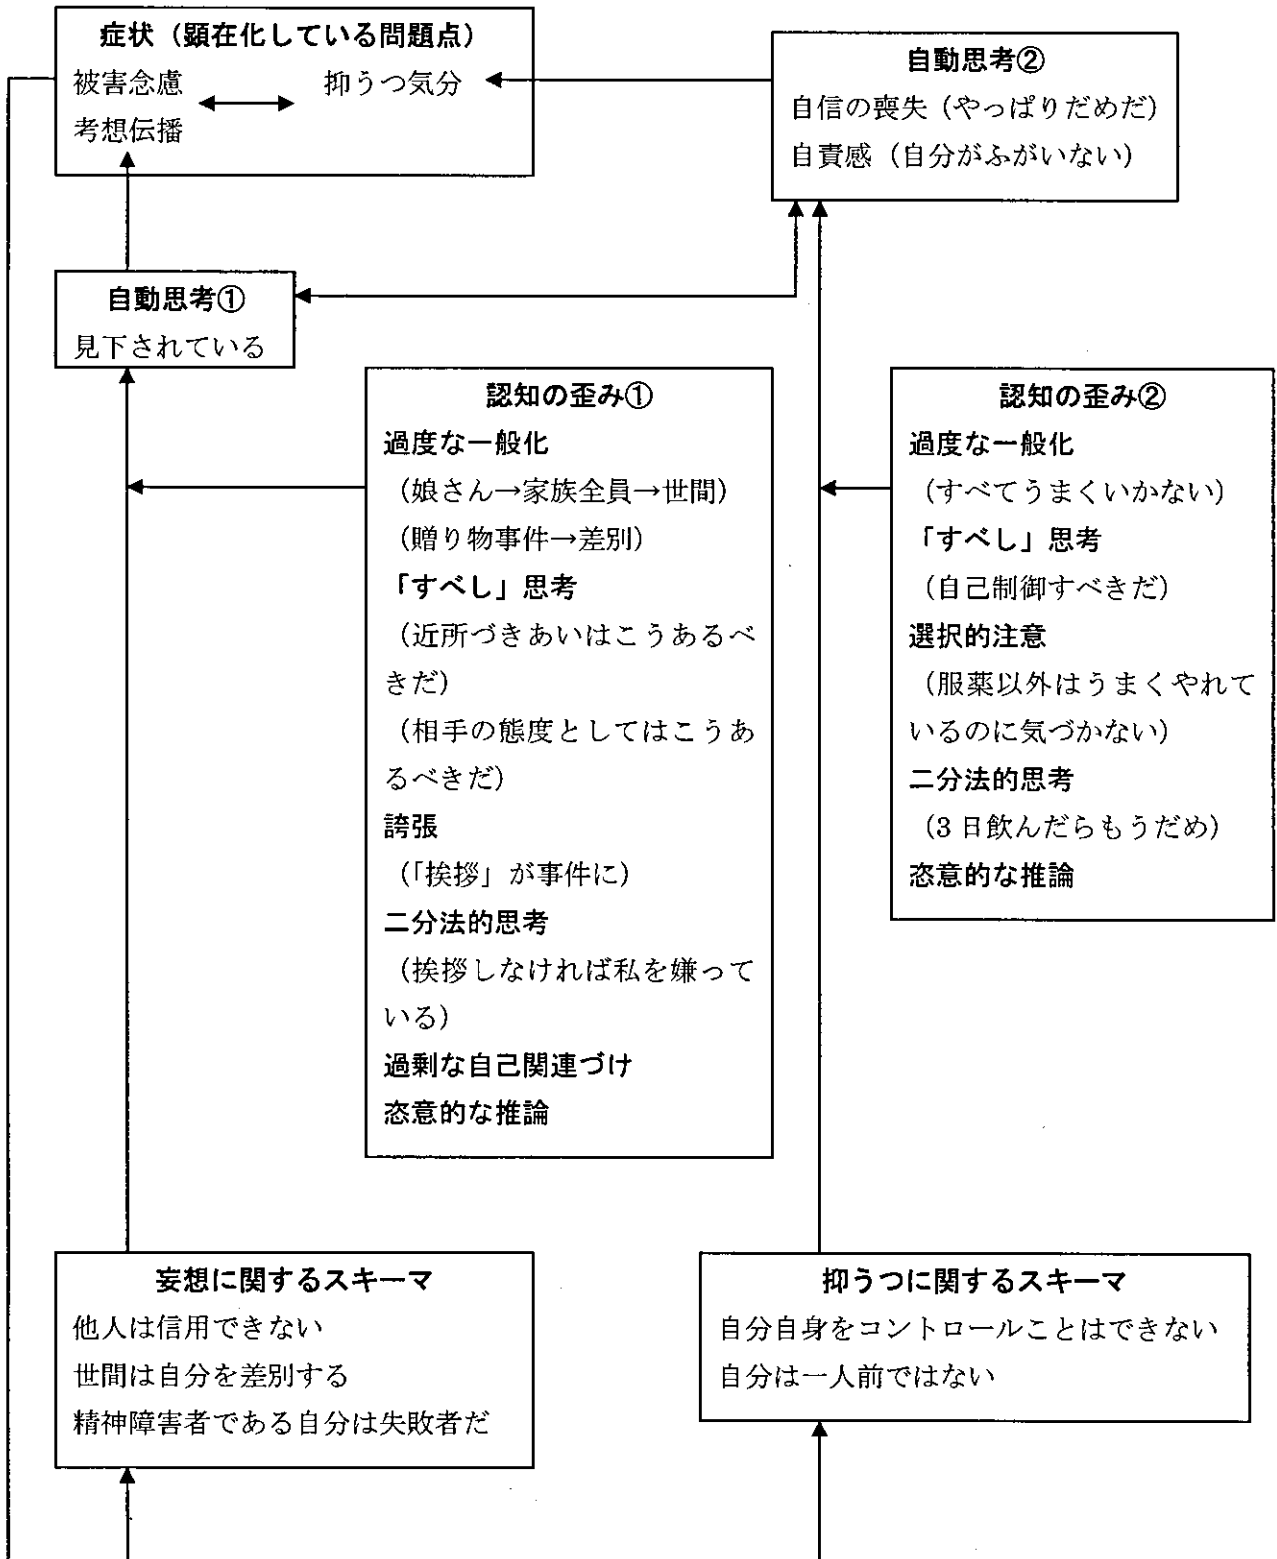 症状（顕在化している問題点）
被害念慮
抑うつ気分
考想伝播
自動思考②
自信の喪失（やっぱりだめだ）
自責感（自分がふがいない）
自動思考①
見下されている
認知の歪み①
過度な一般化
（娘さん→家族全員→世間）
（贈り物事件→差別）
「すべし」思考
（近所づきあいはこうあるべ
きだ）
（相手の態度としてはこうあ
るべきだ）
誇張
（「挨拶」が事件に）
二分法的思考
（挨拶しなければ私を嫌って
いる）
過剰な自己関連づけ
恣意的な推論
認知の歪み②
過度な一般化
（すべてうまくいかない）
「すべし」思考
（自己制御すべきだ）
選択的注意
（服薬以外はうまくやれて
いるのに気づかない）
二分法的思考
（3 日飲んだらもうだめ）
恣意的な推論
妄想に関するスキーマ
他人は信用できない
世間は自分を差別する
精神障害者である自分は失敗者だ
抑うつに関するスキーマ
自分自身をコントロールことはできない
自分は一人前ではない